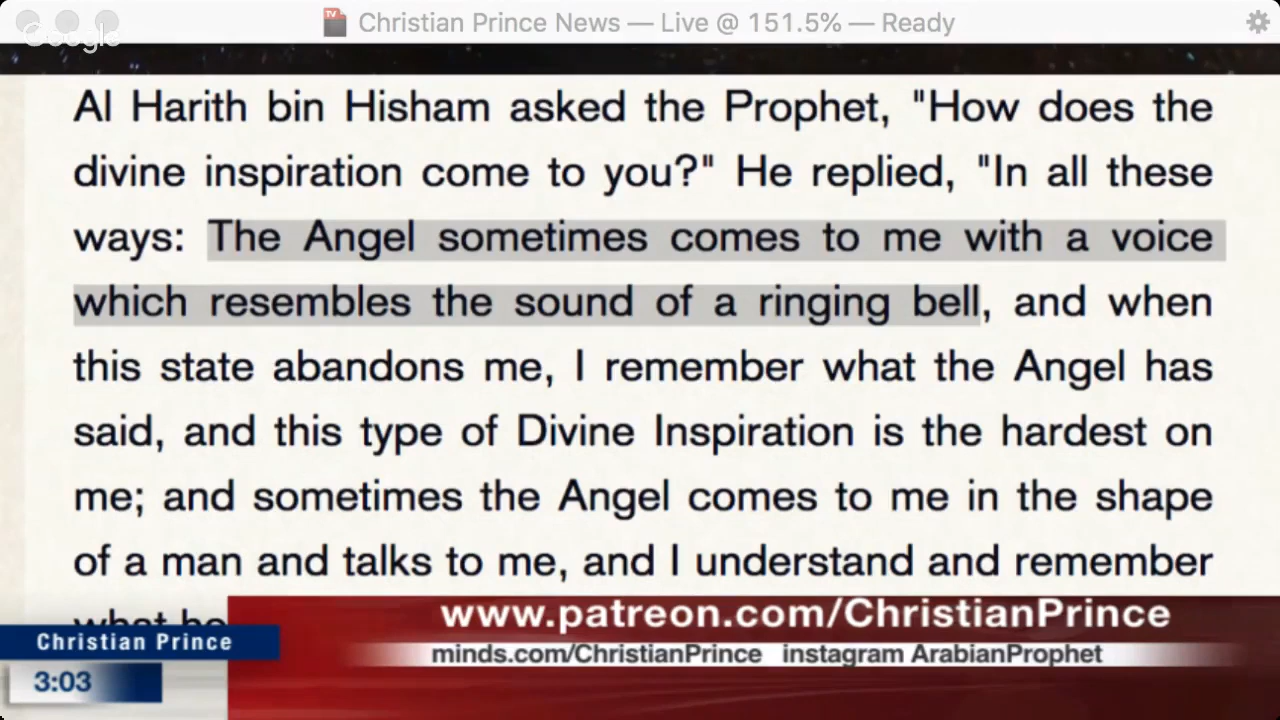 Christian Prince News — Live @ 151.5% — Ready
Google
Al Harith bin Hisham asked the Prophet, "How does the
divine inspiration come to you?" He replied, "In all these
ways: The Angel sometimes comes to me with a voice
which resembles the sound of a ringing bell, and when
this state abandons me, I remember what the Angel has
said, and this type of Divine Inspiration is the hardest on
me; and sometimes the Angel comes to me in the shape
of a man and talks to me, and I understand and remember
what he
www.patreon.com/ChristianPrince
Christian Prince
minds.com/ChristianPrince instagram ArabianProphet
3:03